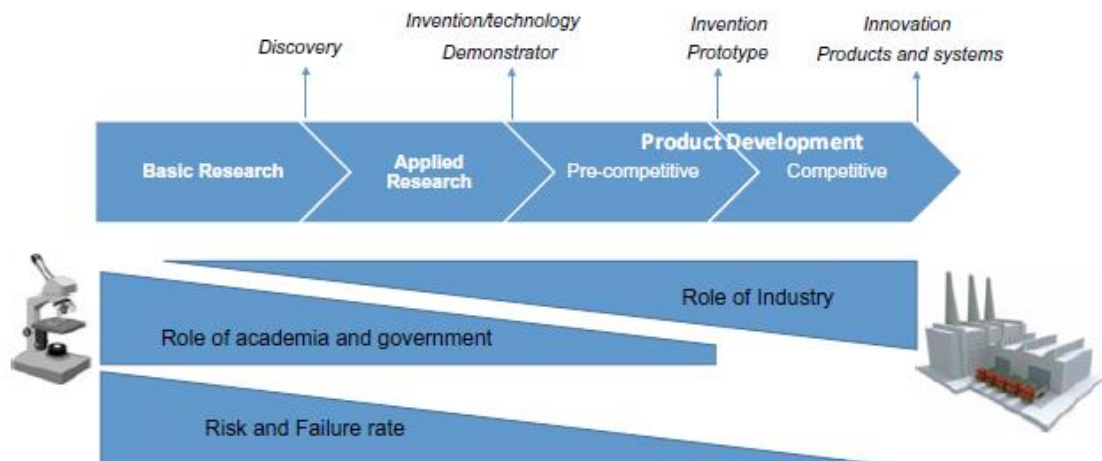 Discovery
Invention/technology
Demonstrator
Invention
Prototype
Innovation
Products and systems
Basic Research
Applied
Research
Product Development
Pre-competitive
Competitive
Role of Industry
Role of academia and government
Risk and Failure rate